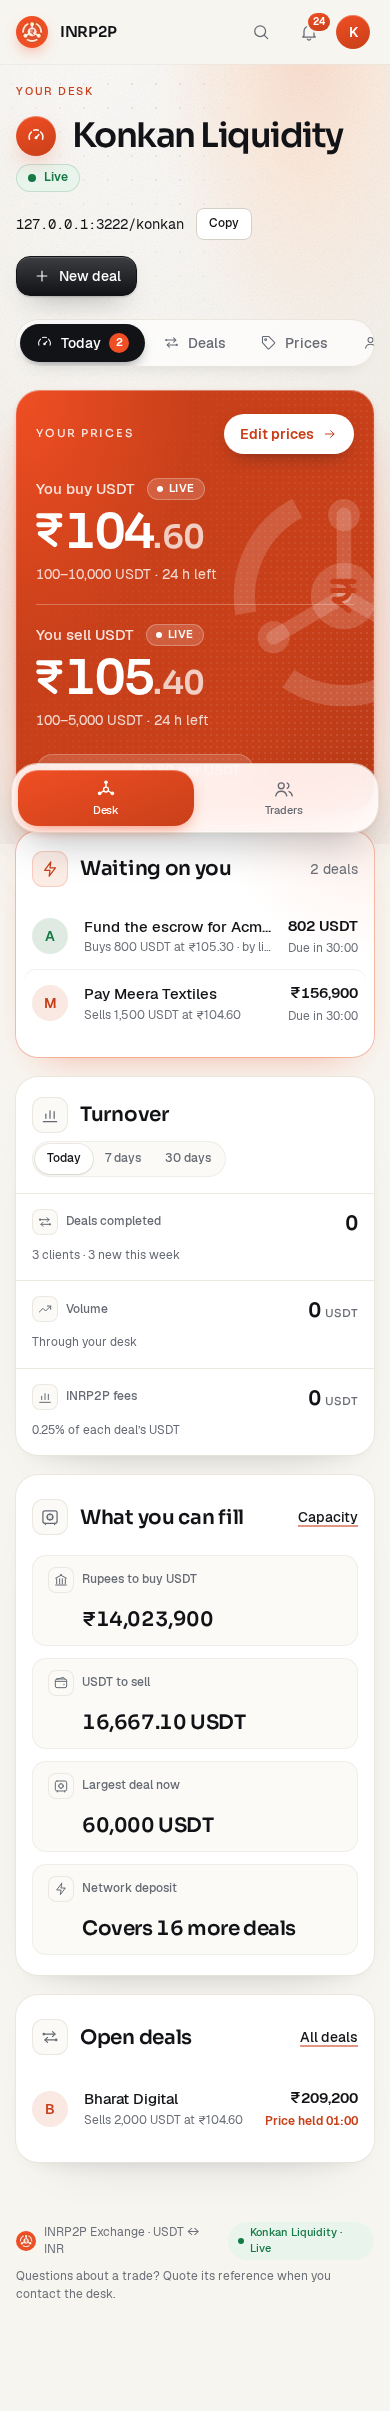 INRP2P
24
K
YOUR DESK
Konkan Liquidity
Live
127.0.0.1:3222/konkan
Copy
New deal
Today 2
Deals
Prices
YOUR PRICES
Edit prices →
You buy USDT
LIVE
₹104.60
100–10,000 USDT · 24 h left
You sell USDT
LIVE
₹105.40
100–5,000 USDT · 24 h left
Desk
Traders
Waiting on you
2 deals
A
Fund the escrow for Acm...
802 USDT
Buys 800 USDT at ₹105.30 · by li...
Due in 30:00
M
Pay Meera Textiles
₹156,900
Sells 1,500 USDT at ₹104.60
Due in 30:00
Turnover
Today
7 days
30 days
Deals completed
0
3 clients · 3 new this week
Volume
0 USDT
Through your desk
INRP2P fees
0 USDT
0.25% of each deal's USDT
What you can fill
Capacity
Rupees to buy USDT
₹14,023,900
USDT to sell
16,667.10 USDT
Largest deal now
60,000 USDT
Network deposit
Covers 16 more deals
Open deals
All deals
B
Bharat Digital
₹209,200
Sells 2,000 USDT at ₹104.60
Price held 01:00
INRP2P Exchange · USDT ↔
INR
Konkan Liquidity ·
Live
Questions about a trade? Quote its reference when you
contact the desk.